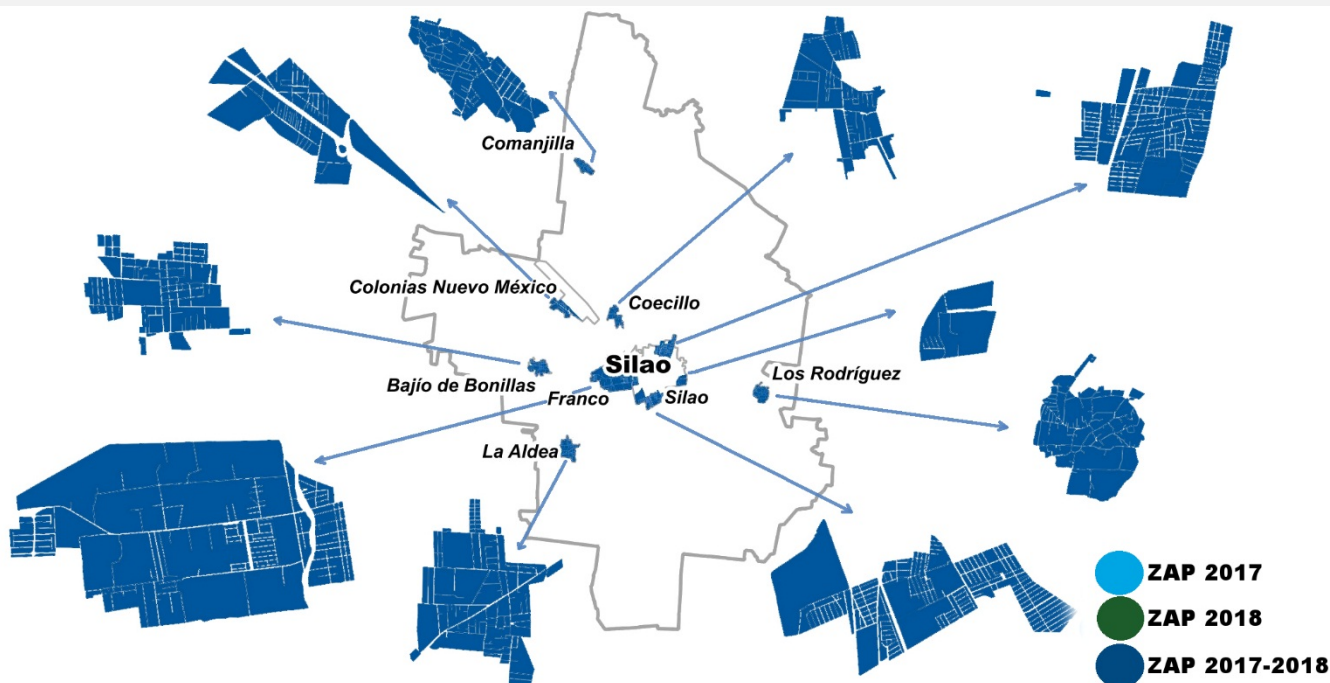 Comanjilla
Colonias Nuevo México
Coecillo
Silao
Bajío de Bonillas
Franco
Silao
Los Rodríguez
La Aldea
ZAP 2017
ZAP 2018
ZAP 2017-2018